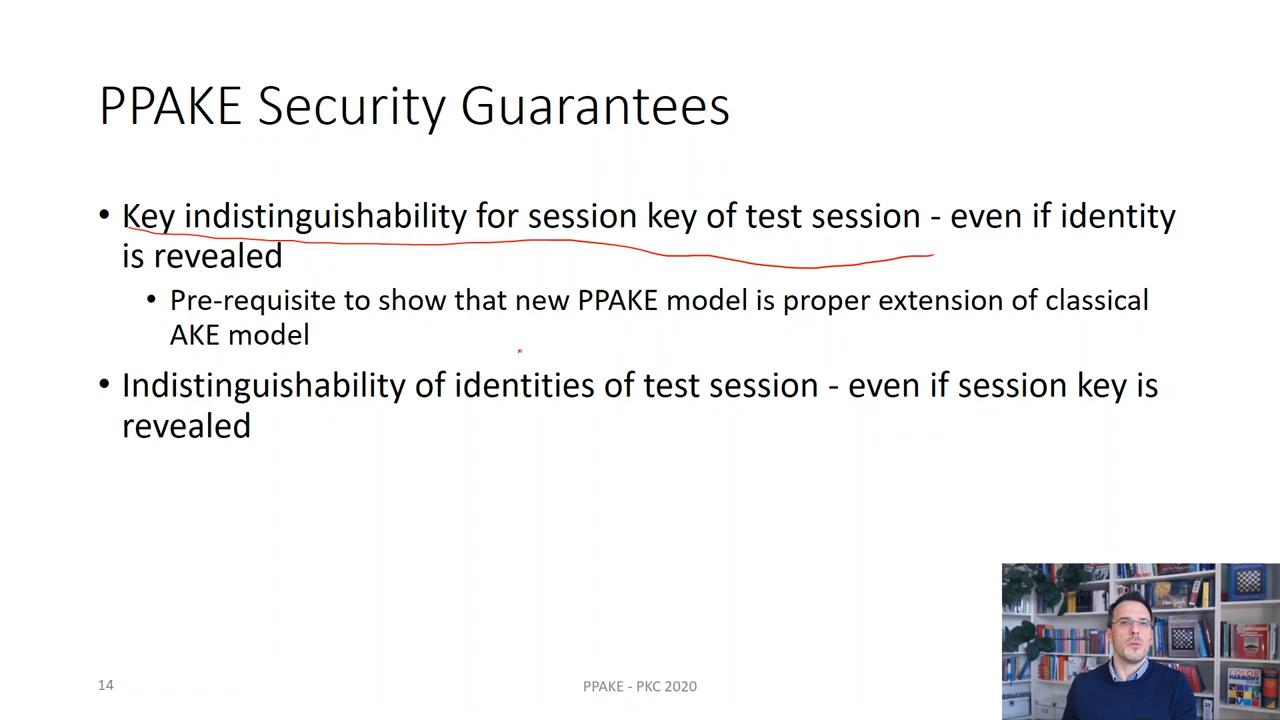 PPAKE Security Guarantees
• Key indistinguishability for session key of test session - even if identity
is revealed
• Pre-requisite to show that new PPAKE model is proper extension of classical
AKE model
• Indistinguishability of identities of test session - even if session key is
revealed
14
PPAKE - PKC 2020
COLOR
HARMONY